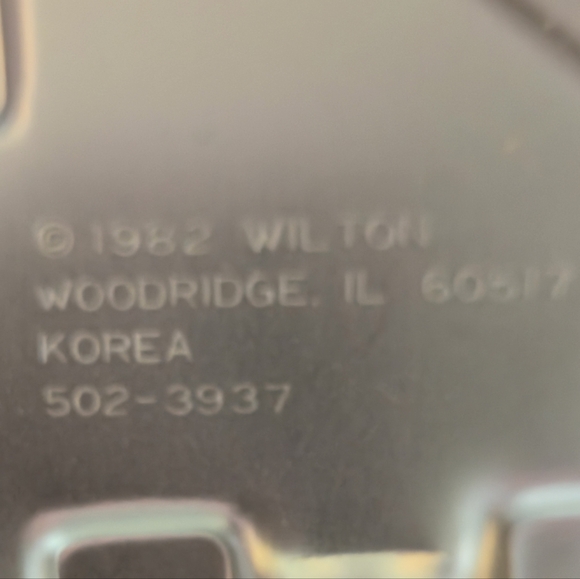 © 1982 WILTON
WOODRIDGE, IL 60517
KOREA
502-3937